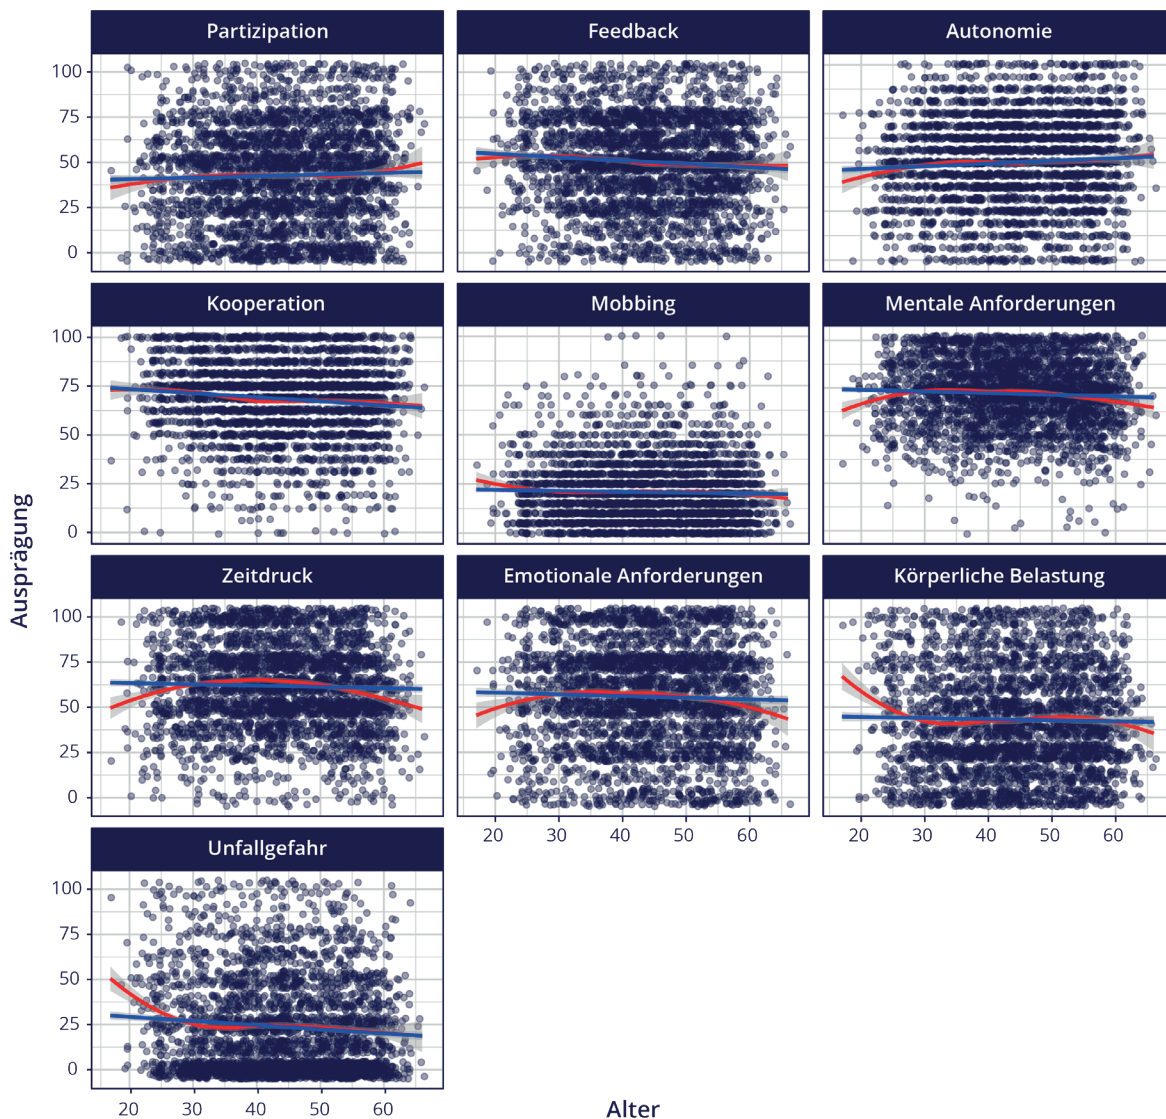 Partizipation
Feedback
Autonomie
100
75
50
25
0
Kooperation
Mobbing
Mentale Anforderungen
100
75
50
25
0
Ausprägung
Zeitdruck
Emotionale Anforderungen
Körperliche Belastung
100
75
50
25
0
20 30 40 50 60
20 30 40 50 60
Unfallgefahr
100
75
50
25
0
20 30 40 50 60
Alter